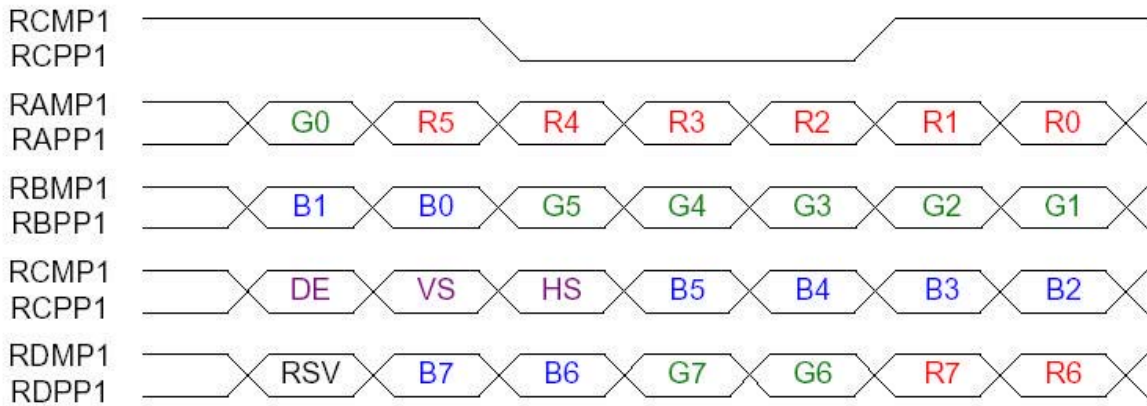 RCMP1
RCPP1
RAMP1
RAPP1
G0 R5 R4 R3 R2 R1 R0
RBMP1
RBPP1
B1 B0 G5 G4 G3 G2 G1
RCMP1
RCPP1
DE VS HS B5 B4 B3 B2
RDMP1
RDPP1
RSV B7 B6 G7 G6 R7 R6